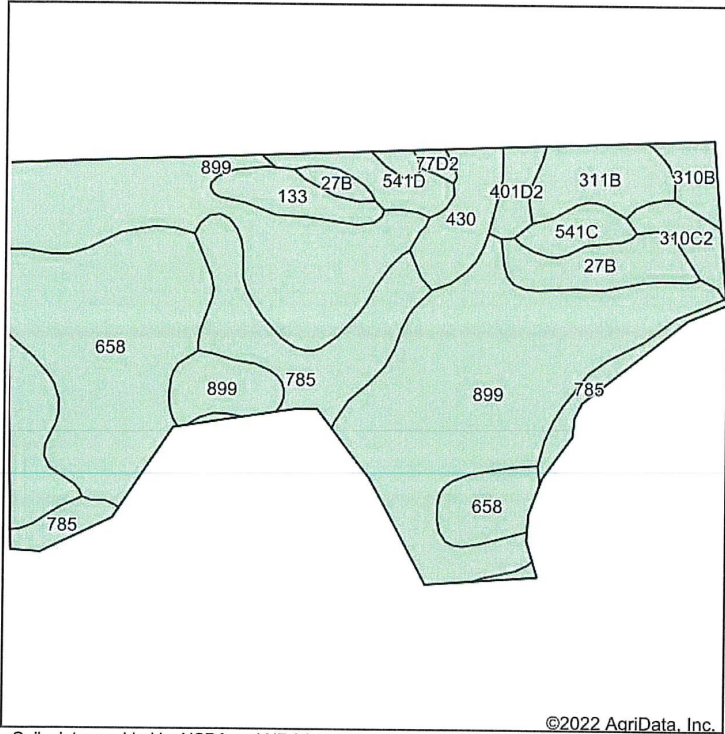 899
77D2
27B
541D
133
401D2
311B
310B
430
541C
310C2
27B
658
899
785
899
785
658
785
©2022 AgriData, Inc.